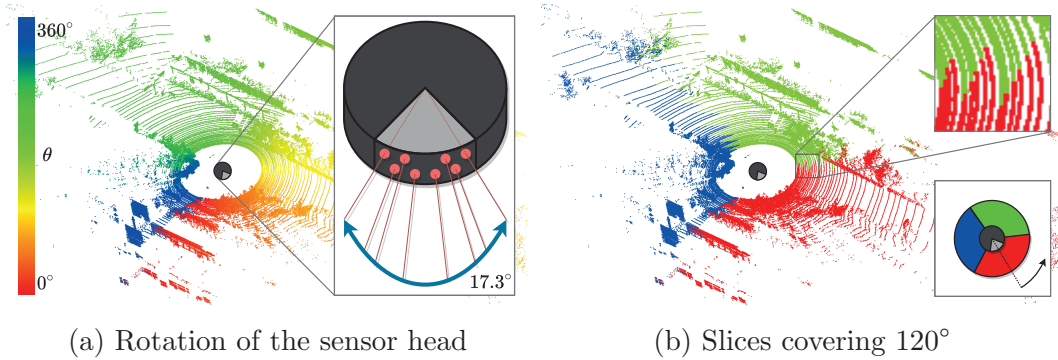 360°
θ
0°
17.3°
(a) Rotation of the sensor head
(b) Slices covering 120°